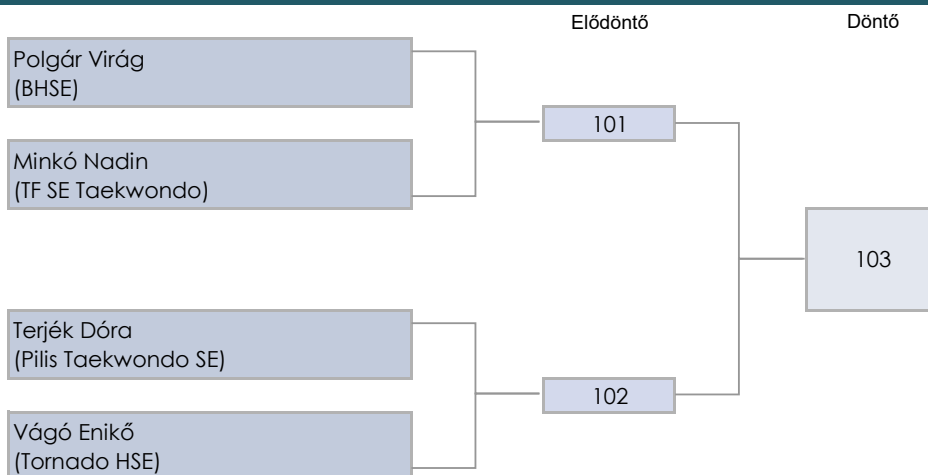 Elődöntő
Döntő
Polgár Virág
(BHSE)
101
Minkó Nadin
(TF SE Taekwondo)
103
Terjék Dóra
(Pilis Taekwondo SE)
102
Vágó Enikő
(Tornado HSE)